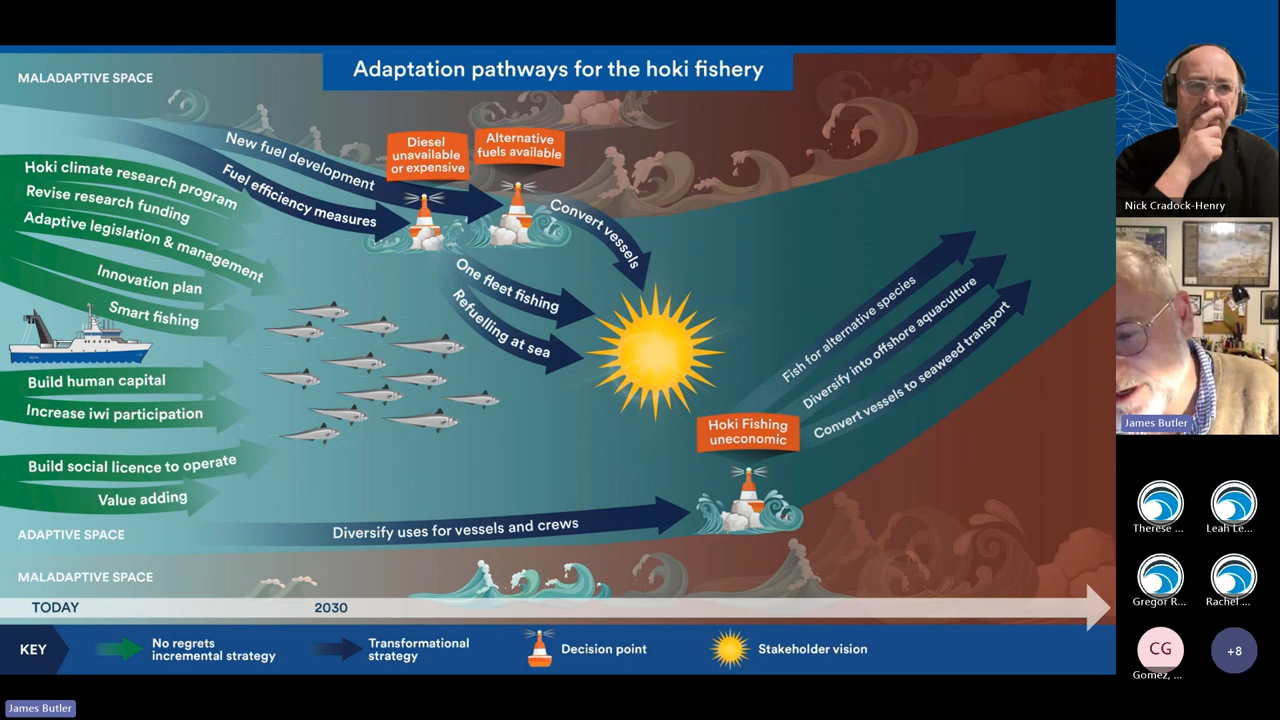 Adaptation pathways for the hoki fishery
MALADAPTIVE SPACE
New fuel development
Fuel efficiency measures
Diesel
unavailable
or expensive
Alternative
fuels available
Convert vessels
Hoki climate research program
Revise research funding
Adaptive legislation & management
Innovation plan
Smart fishing
One fleet fishing
Refuelling at sea
Build human capital
Increase iwi participation
Build social licence to operate
Value adding
Fish for alternative species
Diversify into offshore aquaculture
Convert vessels to seaweed transport
Hoki Fishing
uneconomic
Diversify uses for vessels and crews
ADAPTIVE SPACE
MALADAPTIVE SPACE
TODAY
2030
KEY
No regrets
incremental strategy
Transformational
strategy
Decision point
Stakeholder vision
Nick Cradock-Henry
James Butler
Therese ...
Leah Le...
Gregor R...
Rachel ...
CG
Gomez, ...
+8
James Butler